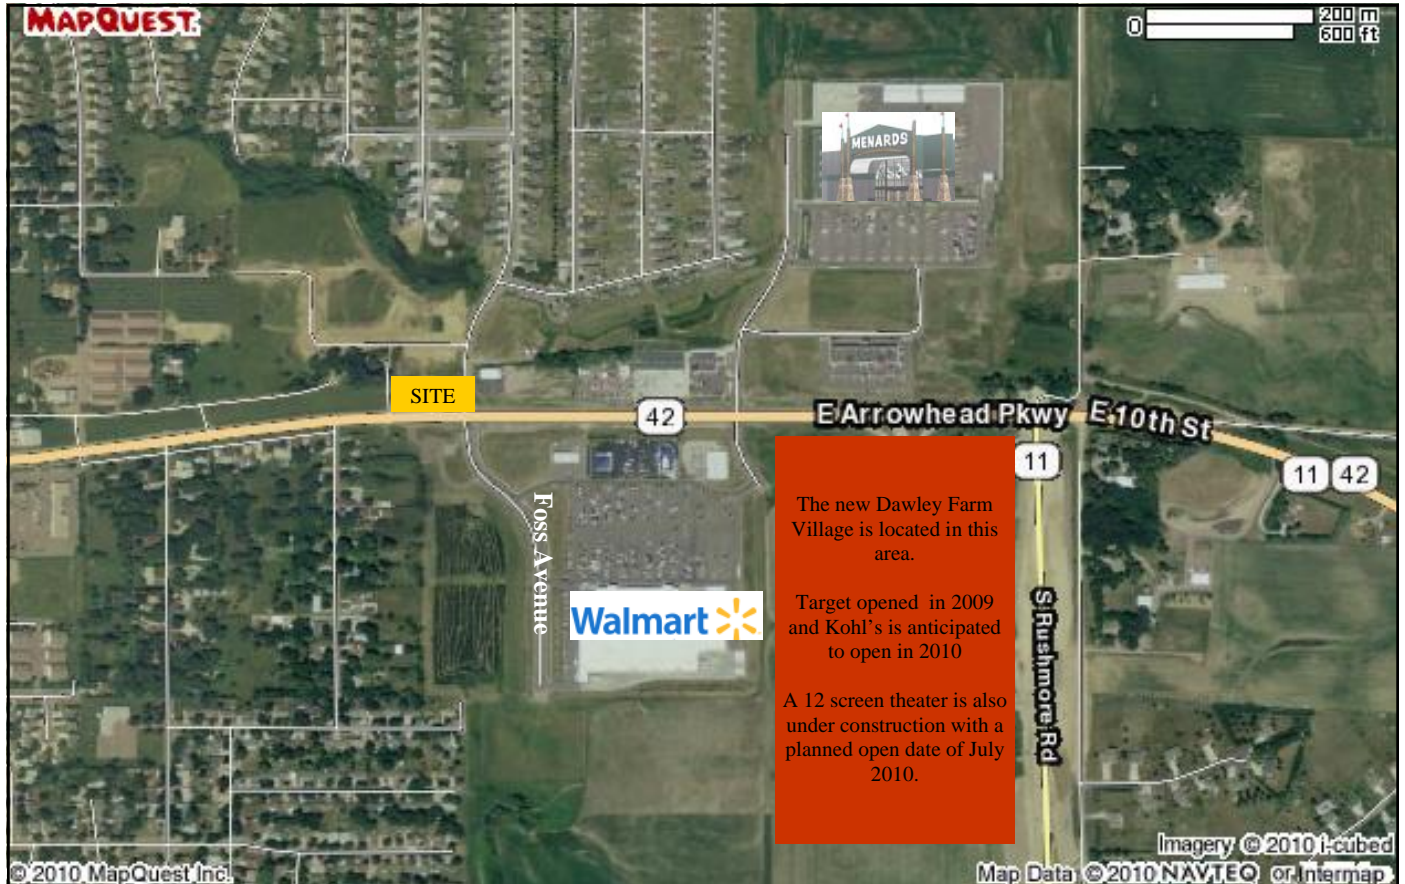 MAPQUEST.
0
200 m
600 ft
MENARDS
SITE
42
E Arrowhead Pkwy
E 10th St
11
11
42
Foss Avenue
Walmart
The new Dawley Farm
Village is located in this
area.
Target opened in 2009
and Kohl's is anticipated
to open in 2010
A 12 screen theater is also
under construction with a
planned open date of July
2010.
S Rushmore Rd
Imagery © 2010 i-cubed
© 2010 MapQuest Inc.
Map Data © 2010 NAVTEQ or Intermap